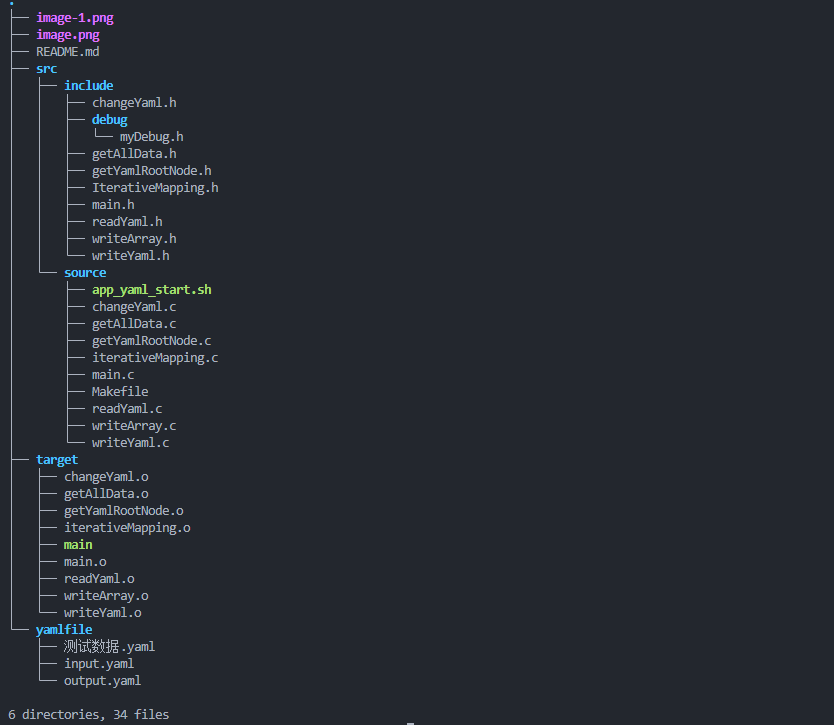 .
├── image-1.png
├── image.png
├── README.md
├── src
│   ├── include
│   │   ├── changeYaml.h
│   │   ├── debug
│   │   │   └── myDebug.h
│   │   ├── getAllData.h
│   │   ├── getYamlRootNode.h
│   │   ├── IterativeMapping.h
│   │   ├── main.h
│   │   ├── readYaml.h
│   │   ├── writeArray.h
│   │   └── writeYaml.h
│   └── source
│       ├── app_yaml_start.sh
│       ├── changeYaml.c
│       ├── getAllData.c
│       ├── getYamlRootNode.c
│       ├── iterativeMapping.c
│       ├── main.c
│       ├── Makefile
│       ├── readYaml.c
│       ├── writeArray.c
│       └── writeYaml.c
├── target
│   ├── changeYaml.o
│   ├── getAllData.o
│   ├── getYamlRootNode.o
│   ├── iterativeMapping.o
│   ├── main
│   ├── main.o
│   ├── readYaml.o
│   ├── writeArray.o
│   └── writeYaml.o
└── yamlfile
    ├── 测试数据.yaml
    ├── input.yaml
    └── output.yaml
6 directories, 34 files